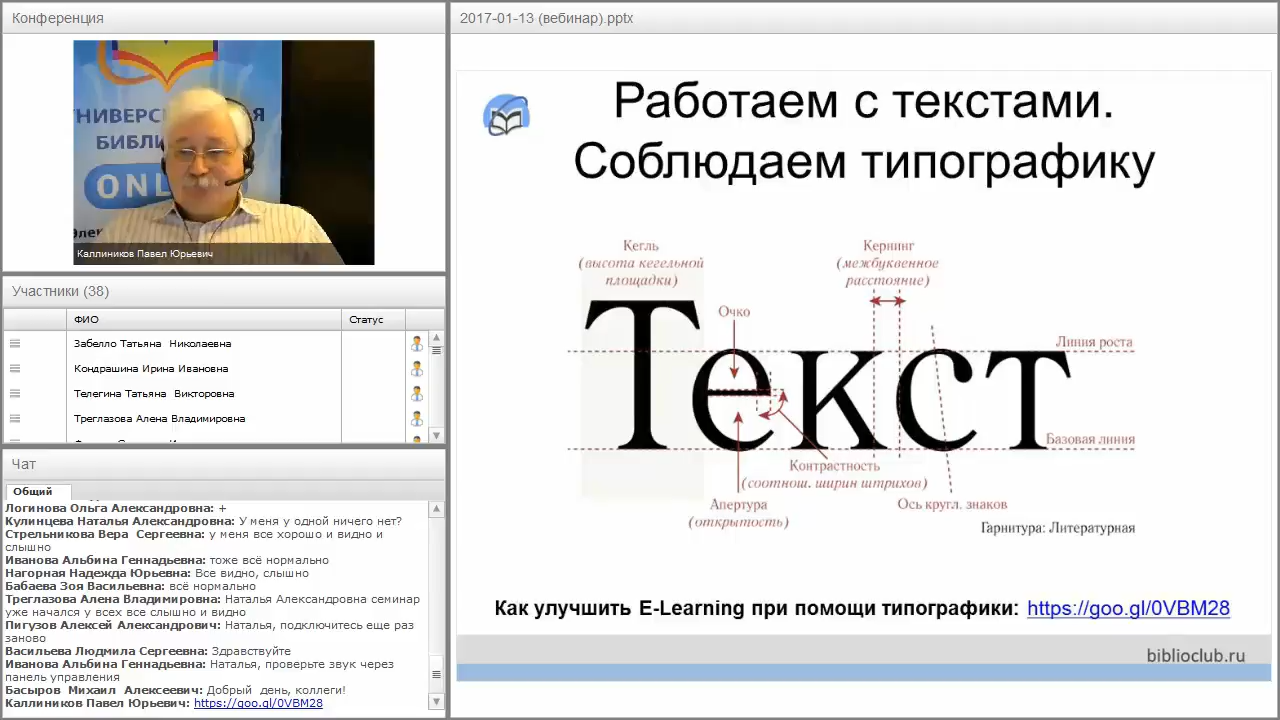 Конференция
УНИВЕРС
АЯ
БИБЛИ
ONL
Каллиников Павел Юрьевич
Участники (38)
ФИО
Статус
Забелло Татьяна Николаевна
Кондрашина Ирина Ивановна
Телегина Татьяна Викторовна
Треглазова Алена Владимировна
Чат
Общий
Логинова Ольга Александровна: +
Кулинцева Наталья Александровна: У меня у одной ничего нет?
Стрельникова Вера Сергеевна: у меня все хорошо и видно и
слышно
Иванова Альбина Геннадьевна: тоже всё нормально
Нагорная Надежда Юрьевна: Все видно, слышно
Бабаева Зоя Васильевна: всё нормально
Треглазова Алена Владимировна: Наталья Александровна семинар
уже начался у всех все слышно и видно
Пигузов Алексей Александрович: Наталья, подключитесь еще раз
заново
Васильева Людмила Сергеевна: Здравствуйте
Иванова Альбина Геннадьевна: Наталья, проверьте звук через
панель управления
Басыров Михаил Алексеевич: Добрый день, коллеги!
Каллиников Павел Юрьевич: https://goo.gl/0VBM28
2017-01-13 (вебинар).pptx
Работаем с текстами.
Соблюдаем типографику
Кегль
(высота кегельной
площадки)
Кернинг
(межбуквенное
расстояние)
Очко
Линия роста
Текст
Базовая линия
Контрастность
(соотнош. ширин штрихов)
Апертура
(открытость)
Ось кругл. знаков
Гарнитура: Литературная
Как улучшить E-Learning при помощи типографики: https://goo.gl/0VBM28
biblioclub.ru